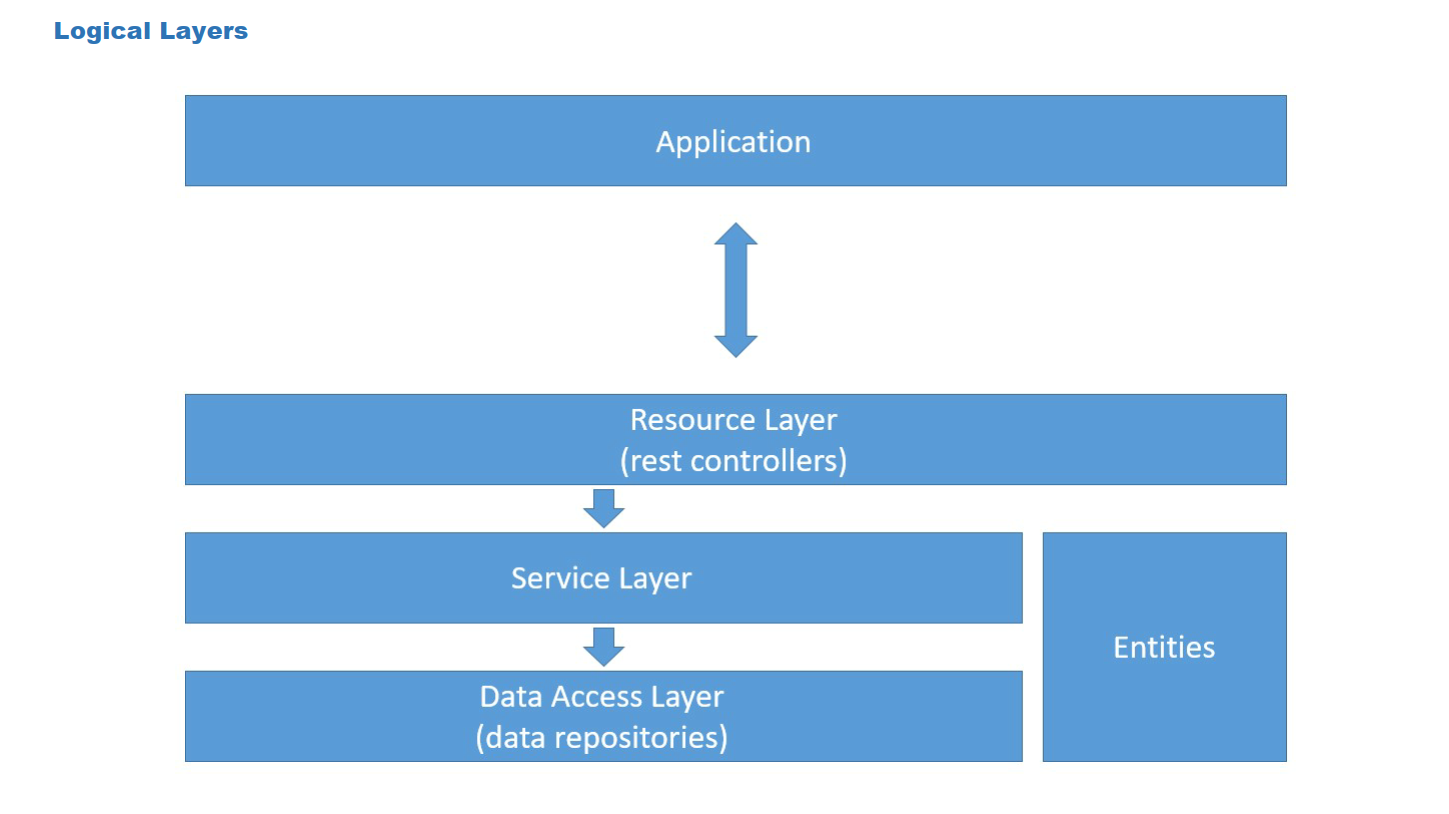 Logical Layers
Application
Resource Layer
(rest controllers)
Service Layer
Entities
Data Access Layer
(data repositories)